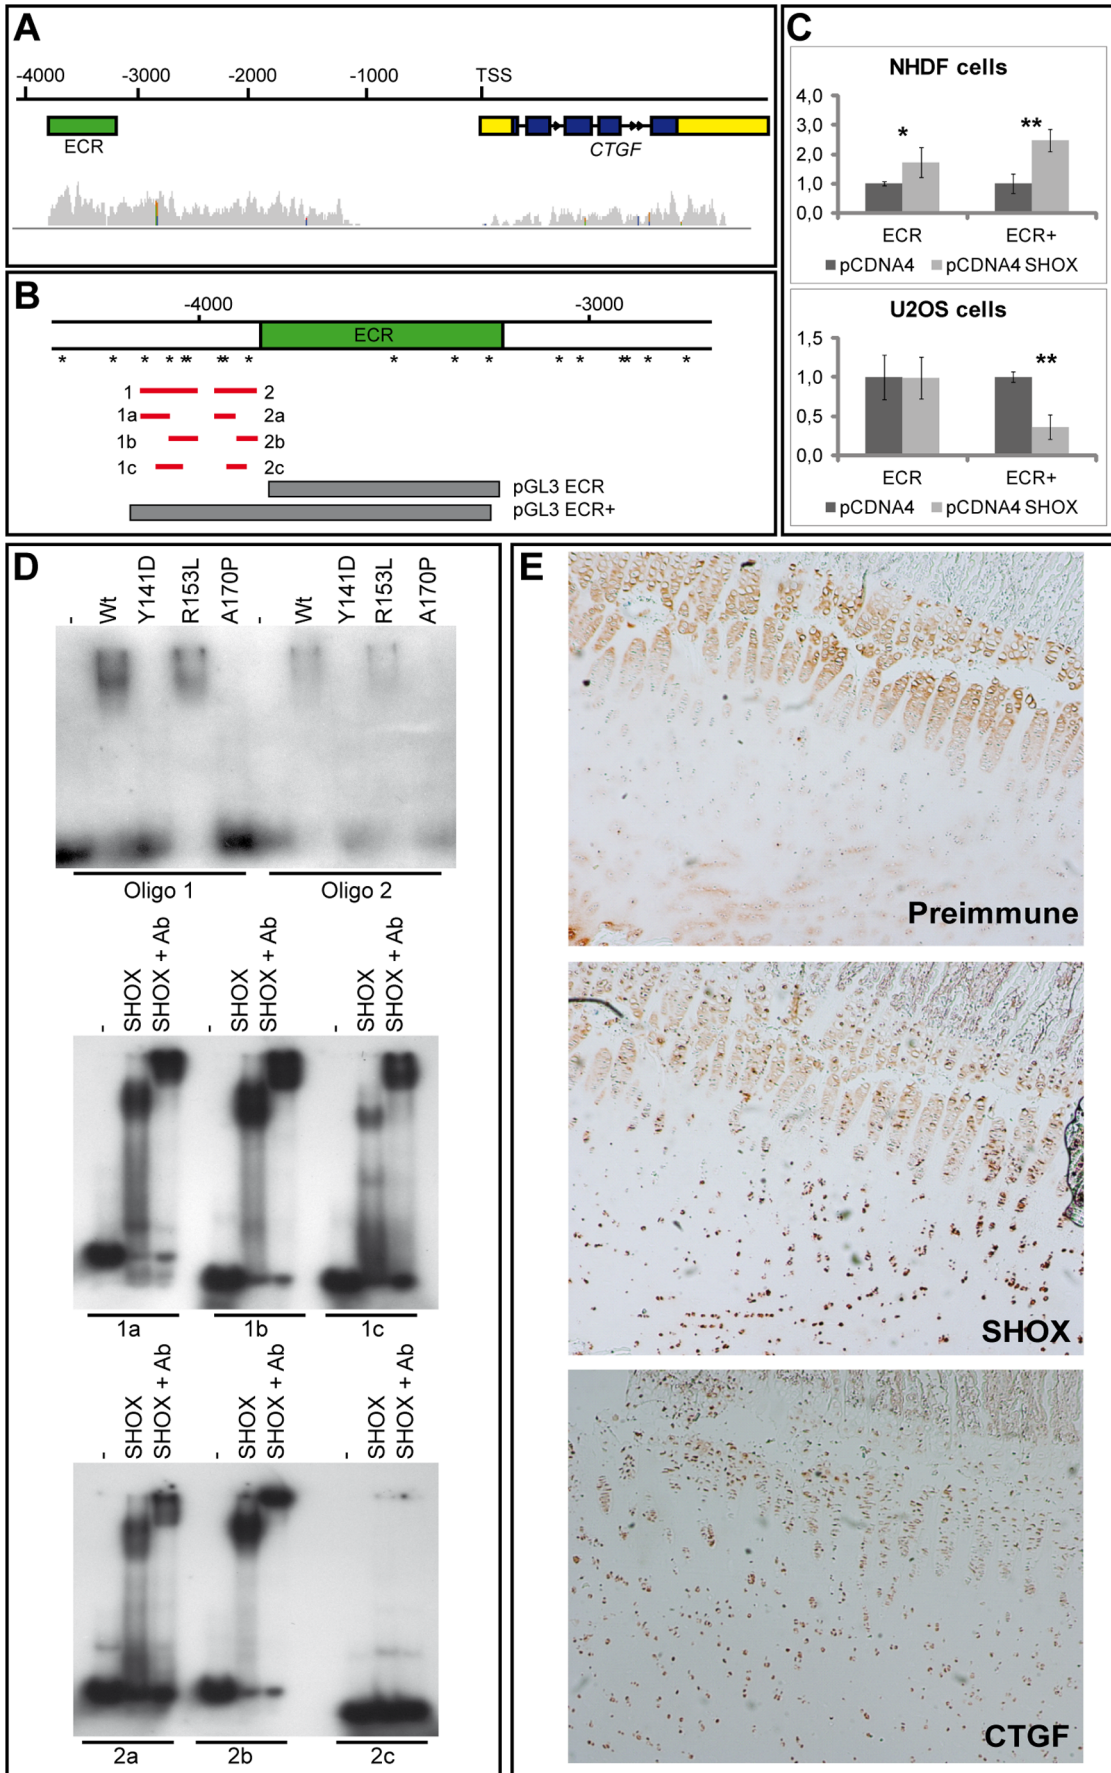 A
-4000 -3000 -2000 -1000 TSS
ECR
CTGF
B
-4000 -3000
ECR
* * * * ** ** * * * * * * ** * *
1 2
1a 2a
1b 2b
1c 2c
pGL3 ECR
pGL3 ECR+
C
NHDF cells
4,0
3,0
2,0
1,0
0,0
* **
ECR ECR+
pCDNA4 pCDNA4 SHOX
U2OS cells
1,5
1,0
0,5
0,0
**
ECR ECR+
pCDNA4 pCDNA4 SHOX
D
- Wt Y141D R153L A170P - Wt Y141D R153L A170P
Oligo 1 Oligo 2
- SHOX SHOX + Ab - SHOX SHOX + Ab - SHOX SHOX + Ab
1a 1b 1c
- SHOX SHOX + Ab - SHOX SHOX + Ab - SHOX SHOX + Ab
2a 2b 2c
E
Preimmune
SHOX
CTGF